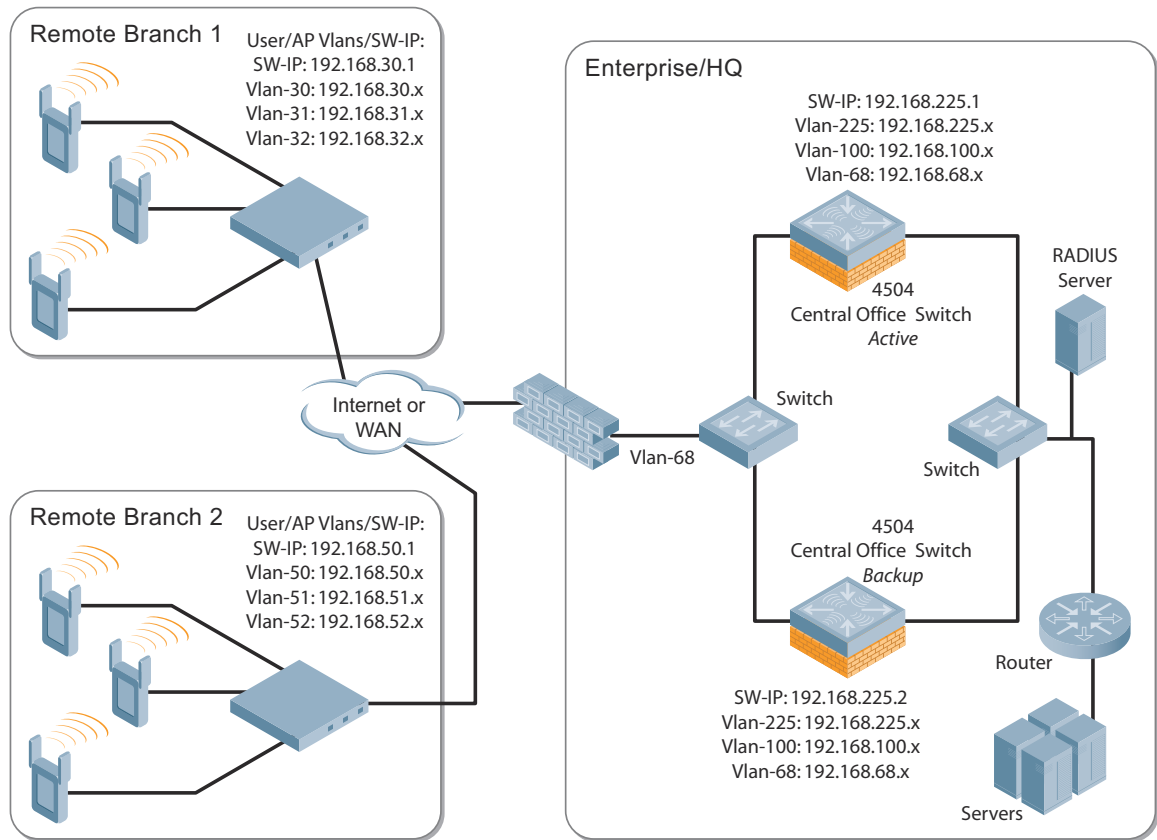 Remote Branch 1
User/AP Vlans/SW-IP:
SW-IP: 192.168.30.1
Vlan-30: 192.168.30.x
Vlan-31: 192.168.31.x
Vlan-32: 192.168.32.x
Internet or
WAN
Remote Branch 2
User/AP Vlans/SW-IP:
SW-IP: 192.168.50.1
Vlan-50: 192.168.50.x
Vlan-51: 192.168.51.x
Vlan-52: 192.168.52.x
Enterprise/HQ
SW-IP: 192.168.225.1
Vlan-225: 192.168.225.x
Vlan-100: 192.168.100.x
Vlan-68: 192.168.68.x
4504
Central Office Switch
Active
RADIUS
Server
Switch
Vlan-68
Switch
4504
Central Office Switch
Backup
SW-IP: 192.168.225.2
Vlan-225: 192.168.225.x
Vlan-100: 192.168.100.x
Vlan-68: 192.168.68.x
Router
Servers